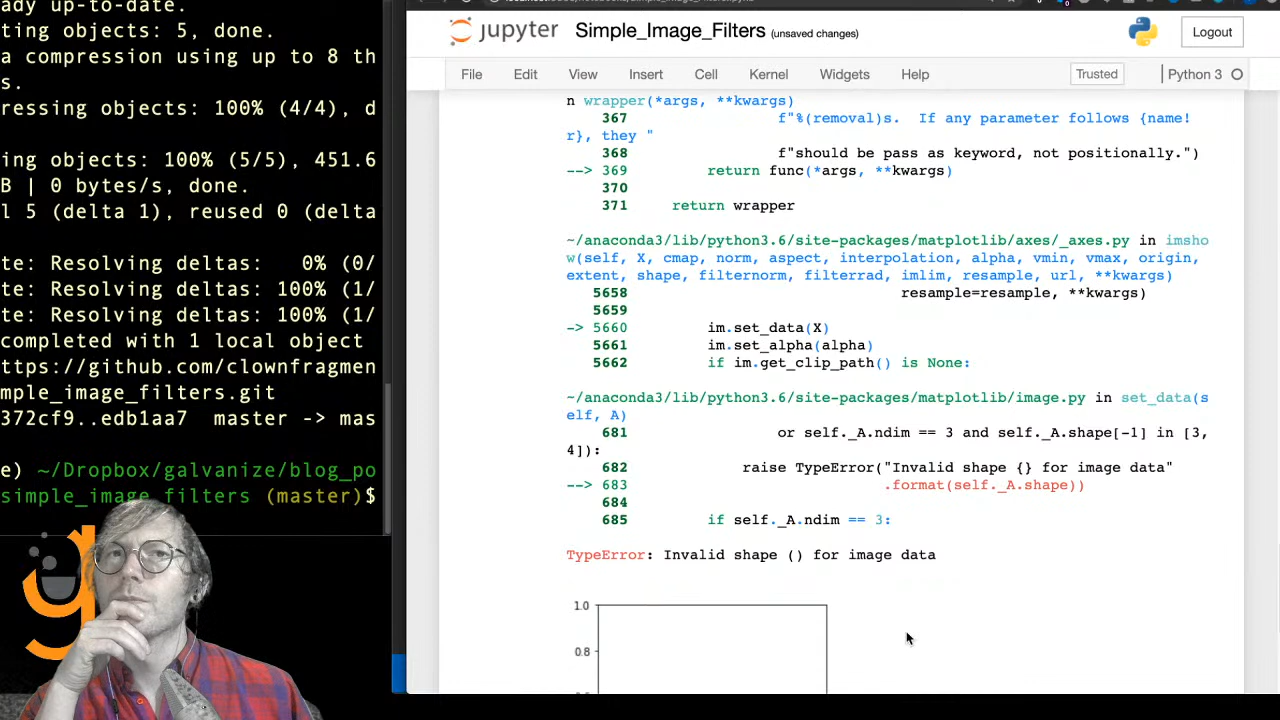 ady up-to-date.
ting objects: 5, done.
a compression using up to 8 th
s.
ressing objects: 100% (4/4), d
ing objects: 100% (5/5), 451.6
B | 0 bytes/s, done.
l 5 (delta 1), reused 0 (delta
te: Resolving deltas:   0% (0/
te: Resolving deltas: 100% (1/
te: Resolving deltas: 100% (1/
completed with 1 local object
ttps://github.com/clownfragmen
mple_image_filters.git
372cf9..edb1aa7  master -> mas
e) ~/Dropbox/galvanize/blog_po
simple_image_filters (master)$
g
jupyter Simple_Image_Filters (unsaved changes) Logout
File Edit View Insert Cell Kernel Widgets Help Trusted Python 3
n wrapper(*args, **kwargs)
367 f"%(removal)s.  If any parameter follows {name!
r}, they "
368 f"should be pass as keyword, not positionally.")
--> 369 return func(*args, **kwargs)
370
371 return wrapper
~/anaconda3/lib/python3.6/site-packages/matplotlib/axes/_axes.py in imsho
w(self, X, cmap, norm, aspect, interpolation, alpha, vmin, vmax, origin,
extent, shape, filternorm, filterrad, imlim, resample, url, **kwargs)
5658 resample=resample, **kwargs)
5659
-> 5660 im.set_data(X)
5661 im.set_alpha(alpha)
5662 if im.get_clip_path() is None:
~/anaconda3/lib/python3.6/site-packages/matplotlib/image.py in set_data(s
elf, A)
681 or self._A.ndim == 3 and self._A.shape[-1] in [3,
4]):
682 raise TypeError("Invalid shape {} for image data"
--> 683 .format(self._A.shape))
684
685 if self._A.ndim == 3:
TypeError: Invalid shape () for image data
1.0
0.8